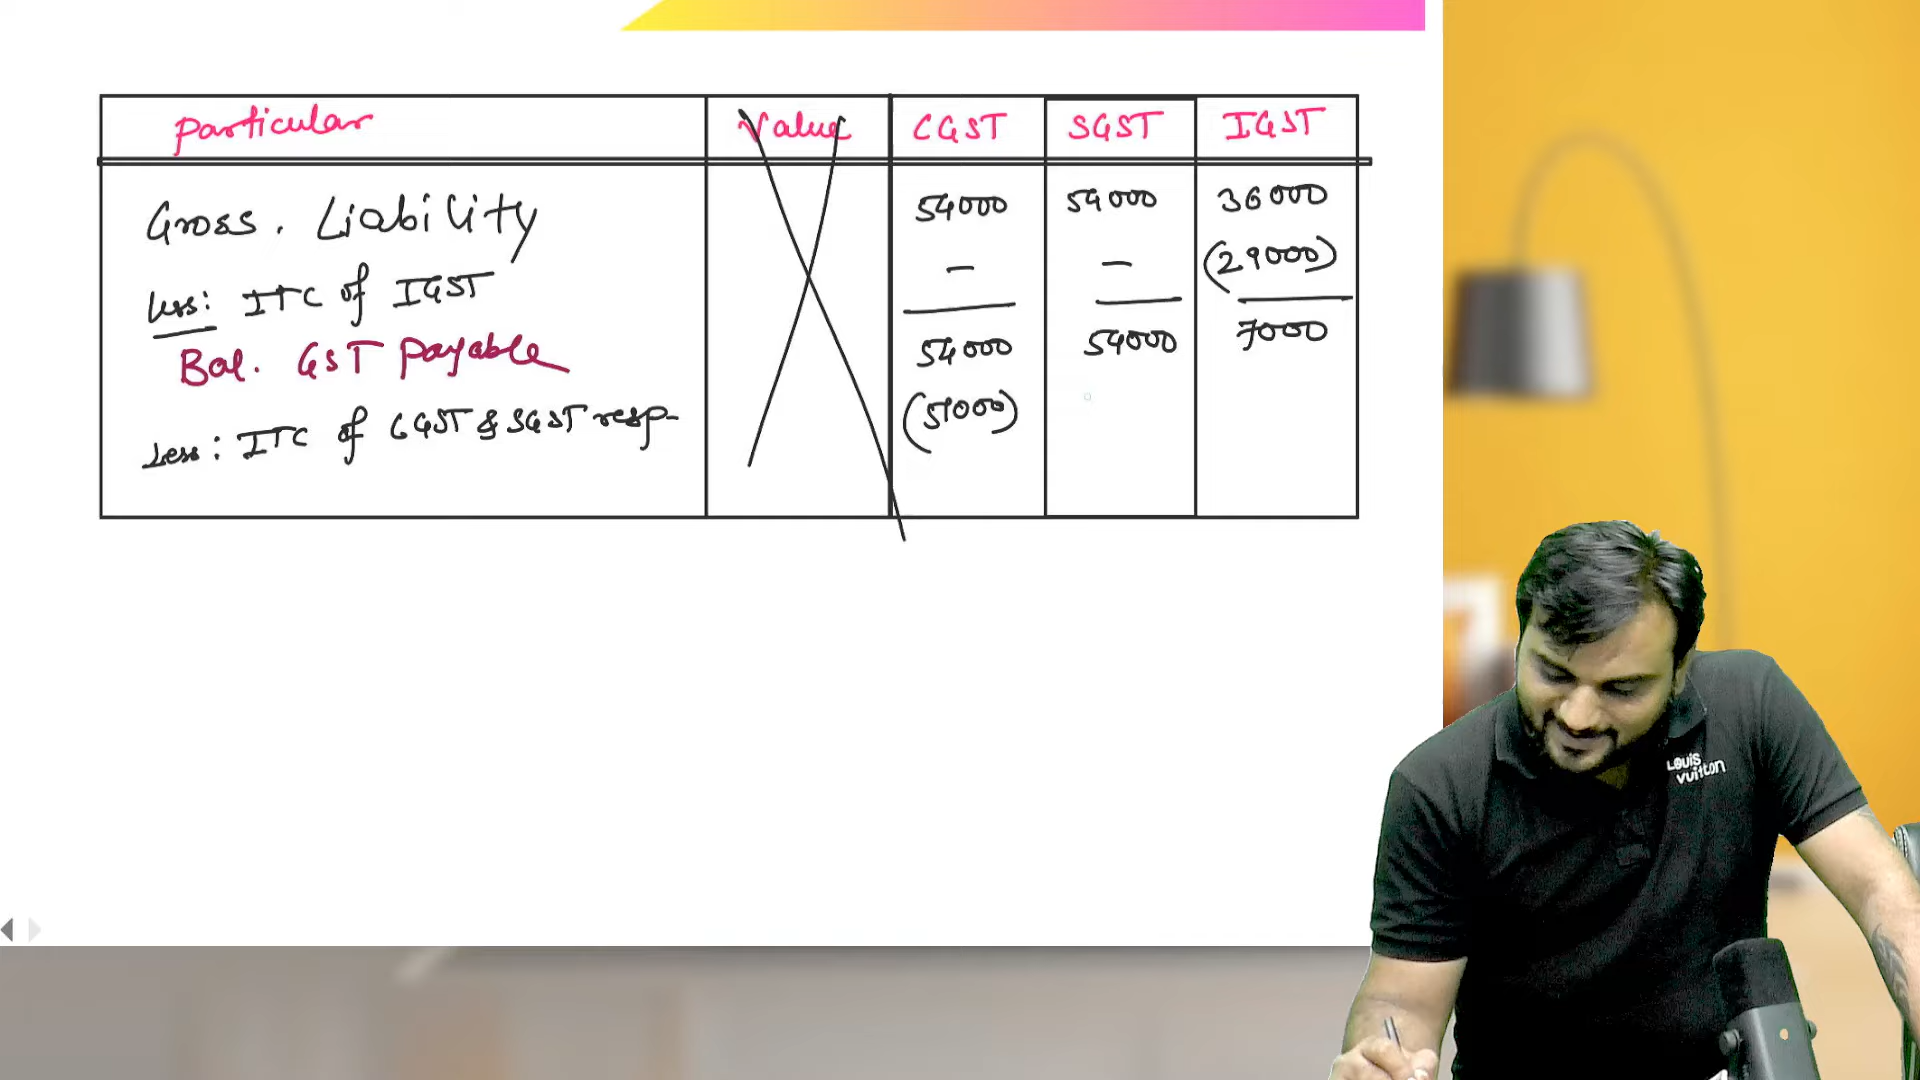 Particular Value CGST SGST IGST
Gross. Liability 54000 54000 36000
Less: ITC of IGST — — (29000)
Bal. GST Payable 54000 54000 7000
Less: ITC of CGST & SGST resp- (51000)
LOUIS
VUITTON